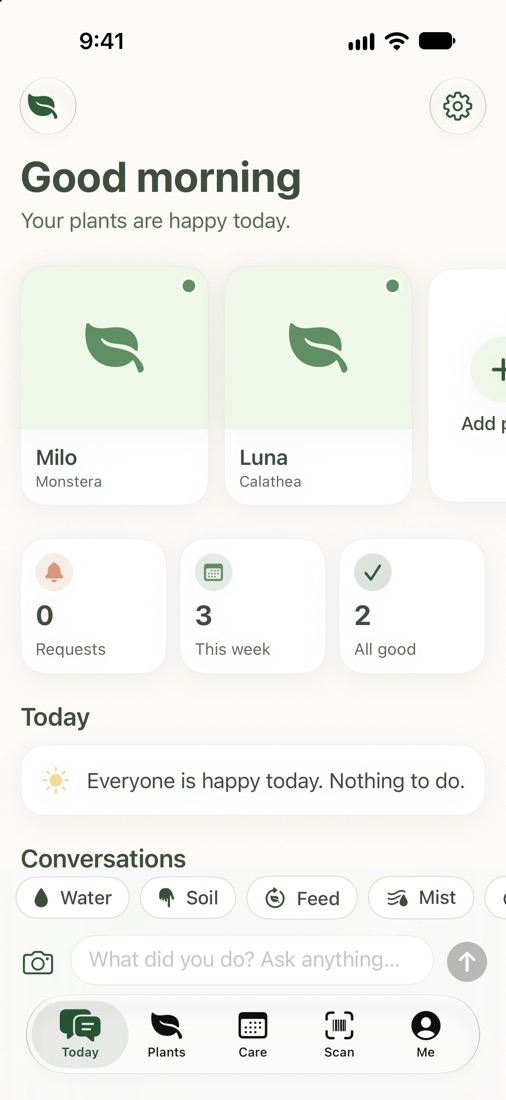 9:41
Good morning
Your plants are happy today.
Milo
Monstera
Luna
Calathea
Add p
0
Requests
3
This week
2
All good
Today
Everyone is happy today. Nothing to do.
Conversations
Water
Soil
Feed
Mist
What did you do? Ask anything...
Today
Plants
Care
Scan
Me